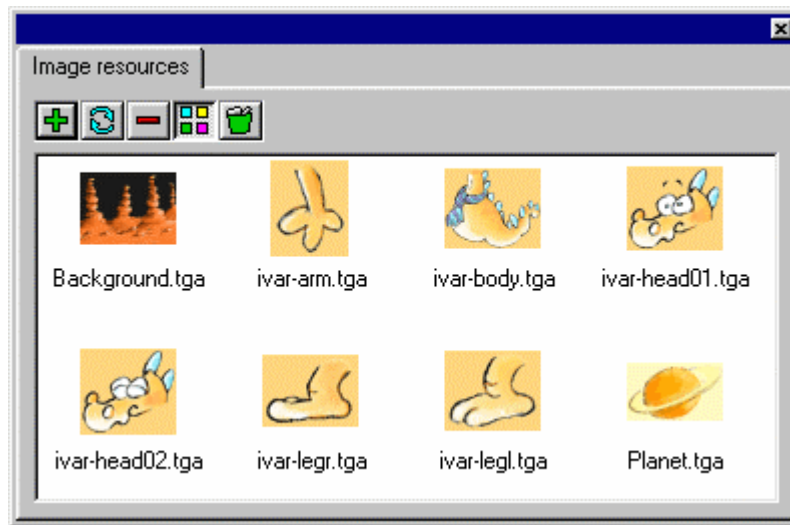 Image resources
Background.tga
ivar-arm.tga
ivar-body.tga
ivar-head01.tga
ivar-head02.tga
ivar-legr.tga
ivar-legl.tga
Planet.tga